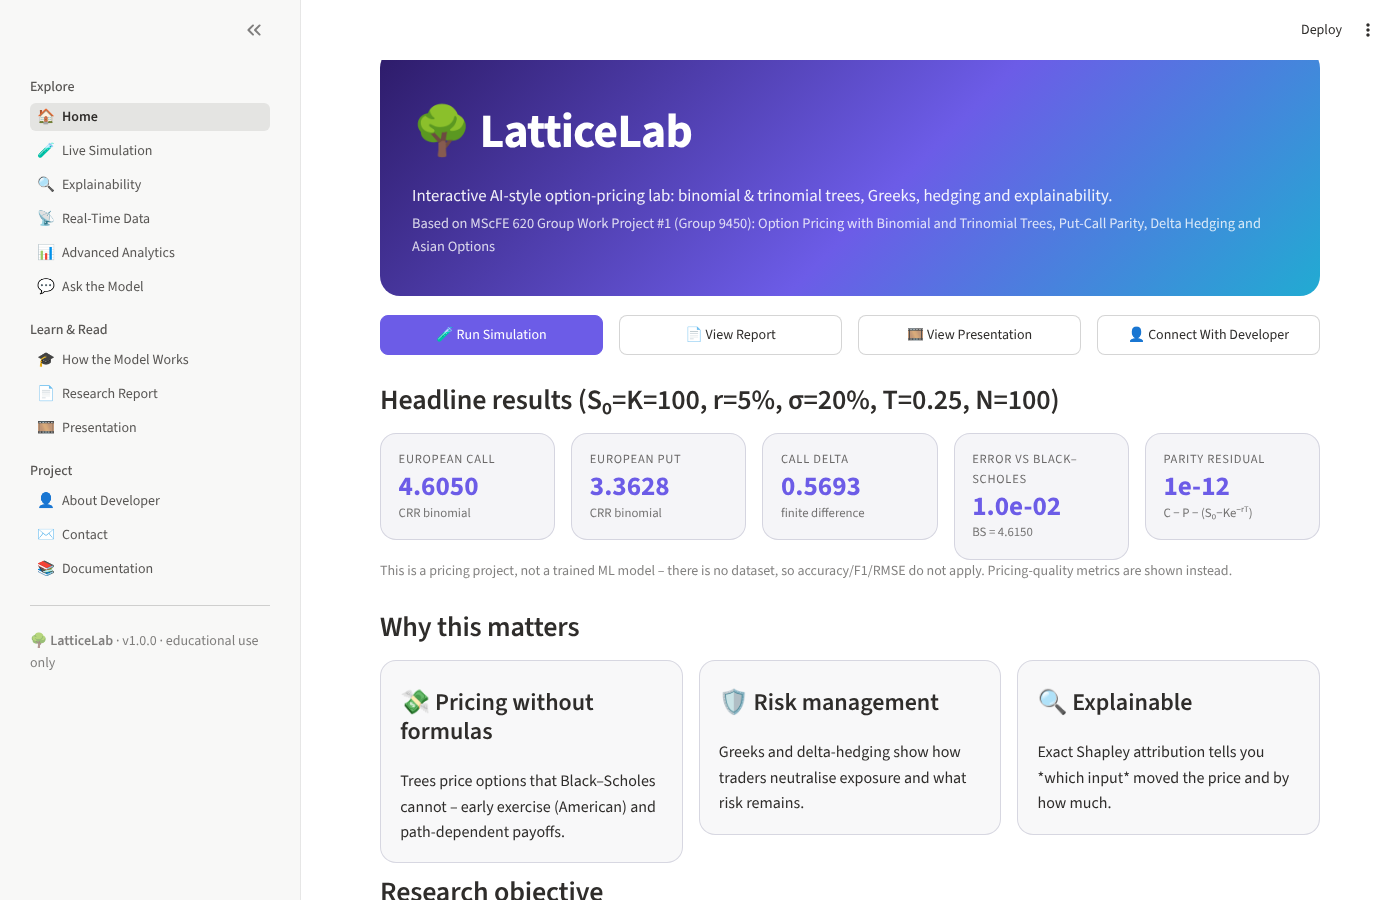 Deploy
Explore
Home
Live Simulation
Explainability
Real-Time Data
Advanced Analytics
Ask the Model
Learn & Read
How the Model Works
Research Report
Presentation
Project
About Developer
Contact
Documentation
LatticeLab · v1.0.0 · educational use
only
LatticeLab
Interactive AI-style option-pricing lab: binomial & trinomial trees, Greeks, hedging and explainability.
Based on MScFE 620 Group Work Project #1 (Group 9450): Option Pricing with Binomial and Trinomial Trees, Put-Call Parity, Delta Hedging and
Asian Options
Run Simulation
View Report
View Presentation
Connect With Developer
Headline results (S₀=K=100, r=5%, σ=20%, T=0.25, N=100)
EUROPEAN CALL
4.6050
CRR binomial
EUROPEAN PUT
3.3628
CRR binomial
CALL DELTA
0.5693
finite difference
ERROR VS BLACK–
SCHOLES
1.0e-02
BS = 4.6150
PARITY RESIDUAL
1e-12
C − P − (S₀−Ke⁻ʳᵀ)
This is a pricing project, not a trained ML model – there is no dataset, so accuracy/F1/RMSE do not apply. Pricing-quality metrics are shown instead.
Why this matters
Pricing without
formulas
Trees price options that Black–Scholes
cannot – early exercise (American) and
path-dependent payoffs.
Risk management
Greeks and delta-hedging show how
traders neutralise exposure and what
risk remains.
Explainable
Exact Shapley attribution tells you
*which input* moved the price and by
how much.
Research objective